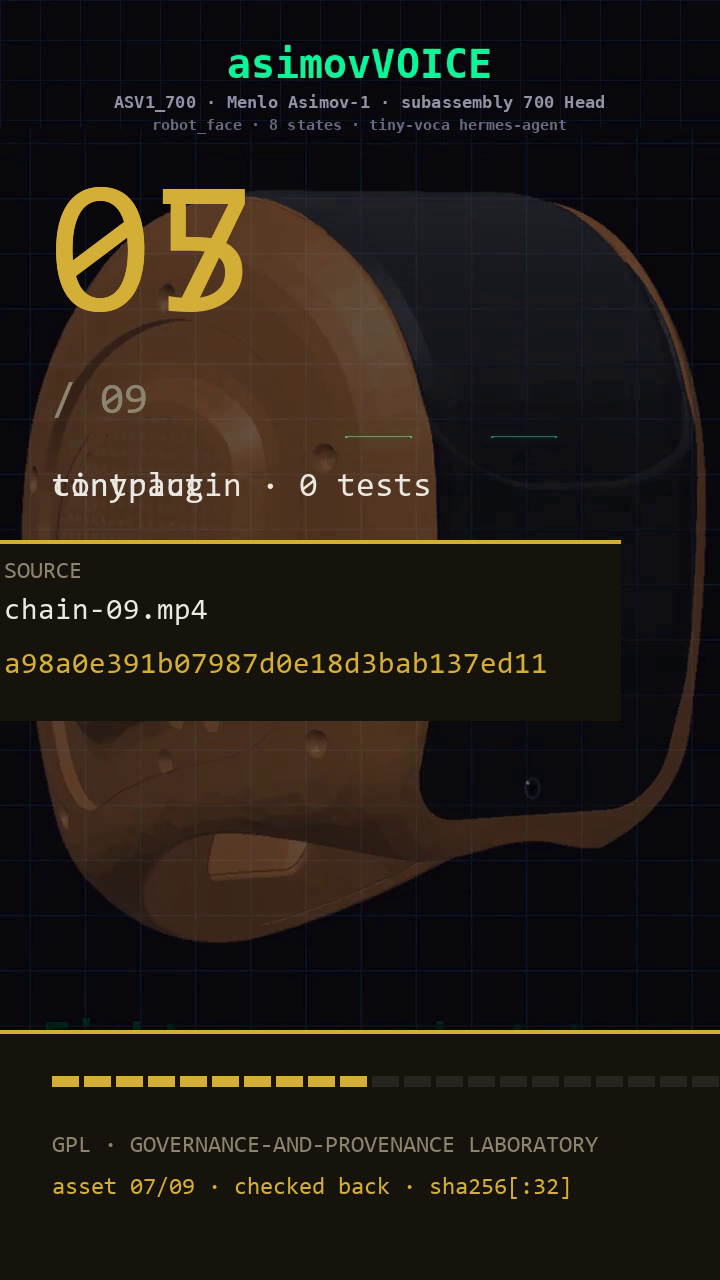 asimovVOICE
ASV1_700 · Menlo Asimov-1 · subassembly 700 Head
robot_face · 8 states · tiny-voca hermes-agent
/ 09
· 0 tests
SOURCE
chain-09.mp4
a98a0e391b07987d0e18d3bab137ed11
GPL · GOVERNANCE-AND-PROVENANCE LABORATORY
asset 07/09 · checked back · sha256[:32]